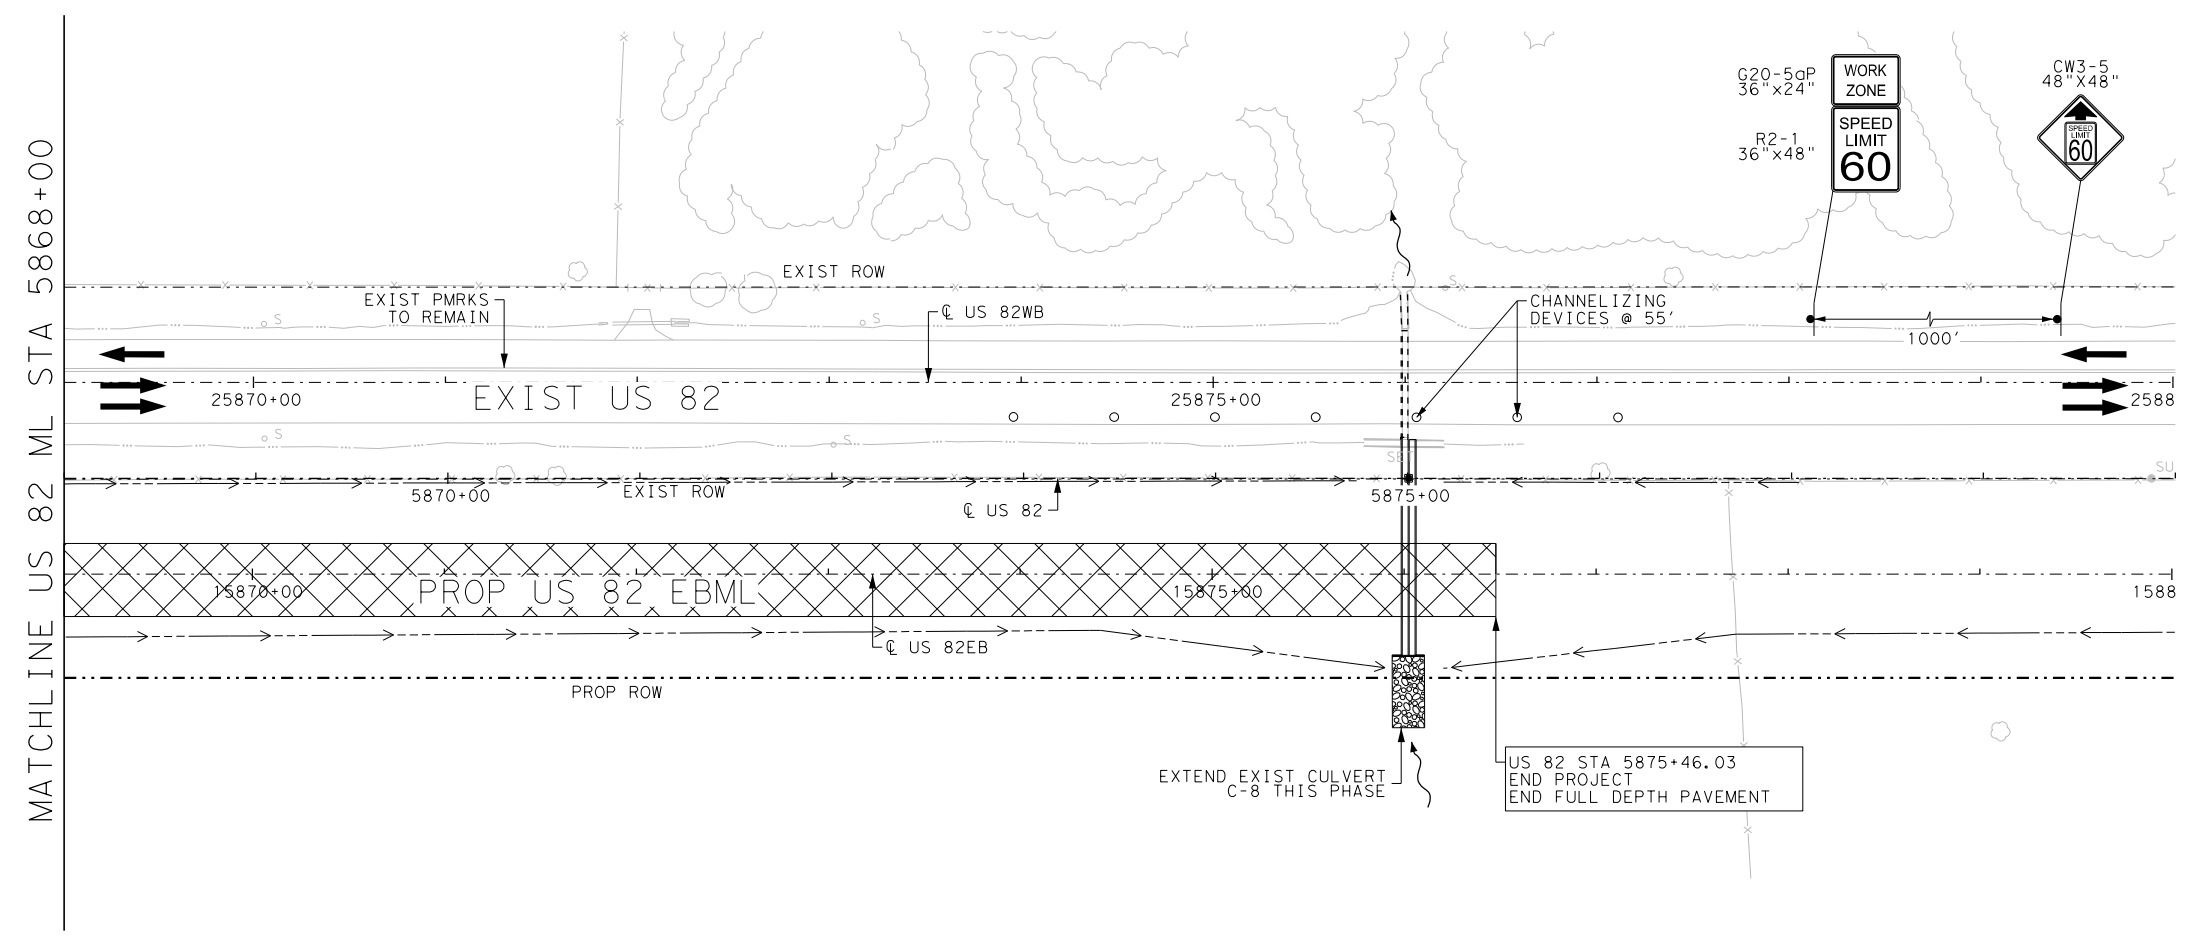 MATCHLINE US 82 ML STA 5868+00
G20-5aP
36"x24"
WORK
ZONE
R2-1
36"x48"
SPEED
LIMIT
60
CW3-5
48"X48"
SPEED
LIMIT
60
EXIST ROW
EXIST PMRKS
TO REMAIN
℄ US 82WB
CHANNELIZING
DEVICES @ 55'
1000'
S
S
S
25870+00
EXIST US 82
25875+00
2588
S
S
SU
5870+00
EXIST ROW
℄ US 82
5875+00
15870+00
PROP US 82 EBML
15875+00
1588
℄ US 82EB
PROP ROW
EXTEND EXIST CULVERT
C-8 THIS PHASE
US 82 STA 5875+46.03
END PROJECT
END FULL DEPTH PAVEMENT